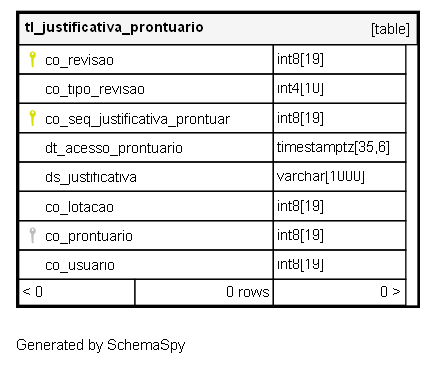 tl_justificativa_prontuario [table]
co_revisao int8[19]
co_tipo_revisao int4[10]
co_seq_justificativa_prontuar int8[19]
dt_acesso_prontuario timestamptz[35,6]
ds_justificativa varchar[1000]
co_lotacao int8[19]
co_prontuario int8[19]
co_usuario int8[19]
< 0 0 rows 0 >
Generated by SchemaSpy